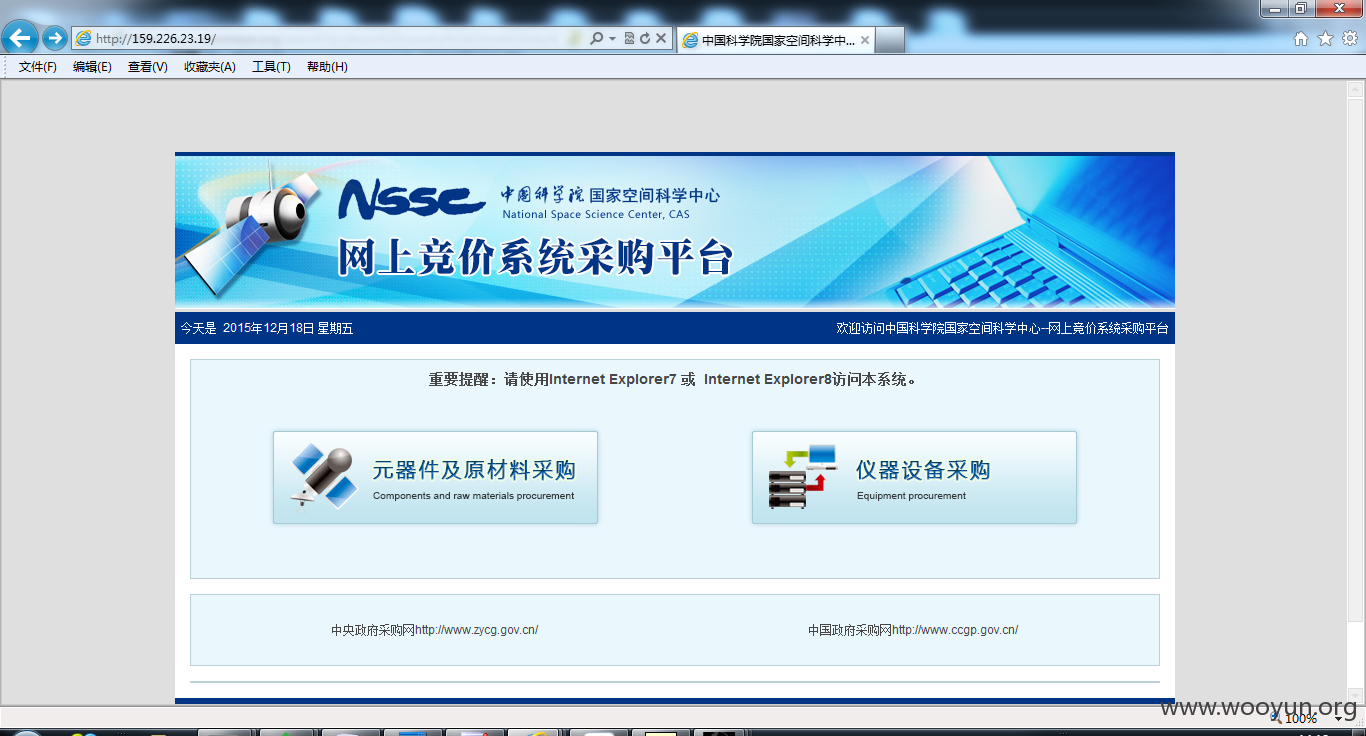 http://159.226.23.19/
中国科学院国家空间科学中...
文件(F) 编辑(E) 查看(V) 收藏夹(A) 工具(T) 帮助(H)
NSSC 中国科学院 国家空间科学中心
National Space Science Center, CAS
网上竞价系统采购平台
今天是 2015年12月18日 星期五 欢迎访问中国科学院国家空间科学中心--网上竞价系统采购平台
重要提醒：请使用Internet Explorer7 或 Internet Explorer8访问本系统。
元器件及原材料采购
Components and raw materials procurement
仪器设备采购
Equipment procurement
中央政府采购网http://www.zycg.gov.cn/ 中国政府采购网http://www.ccgp.gov.cn/
www.wooyun.org
100%